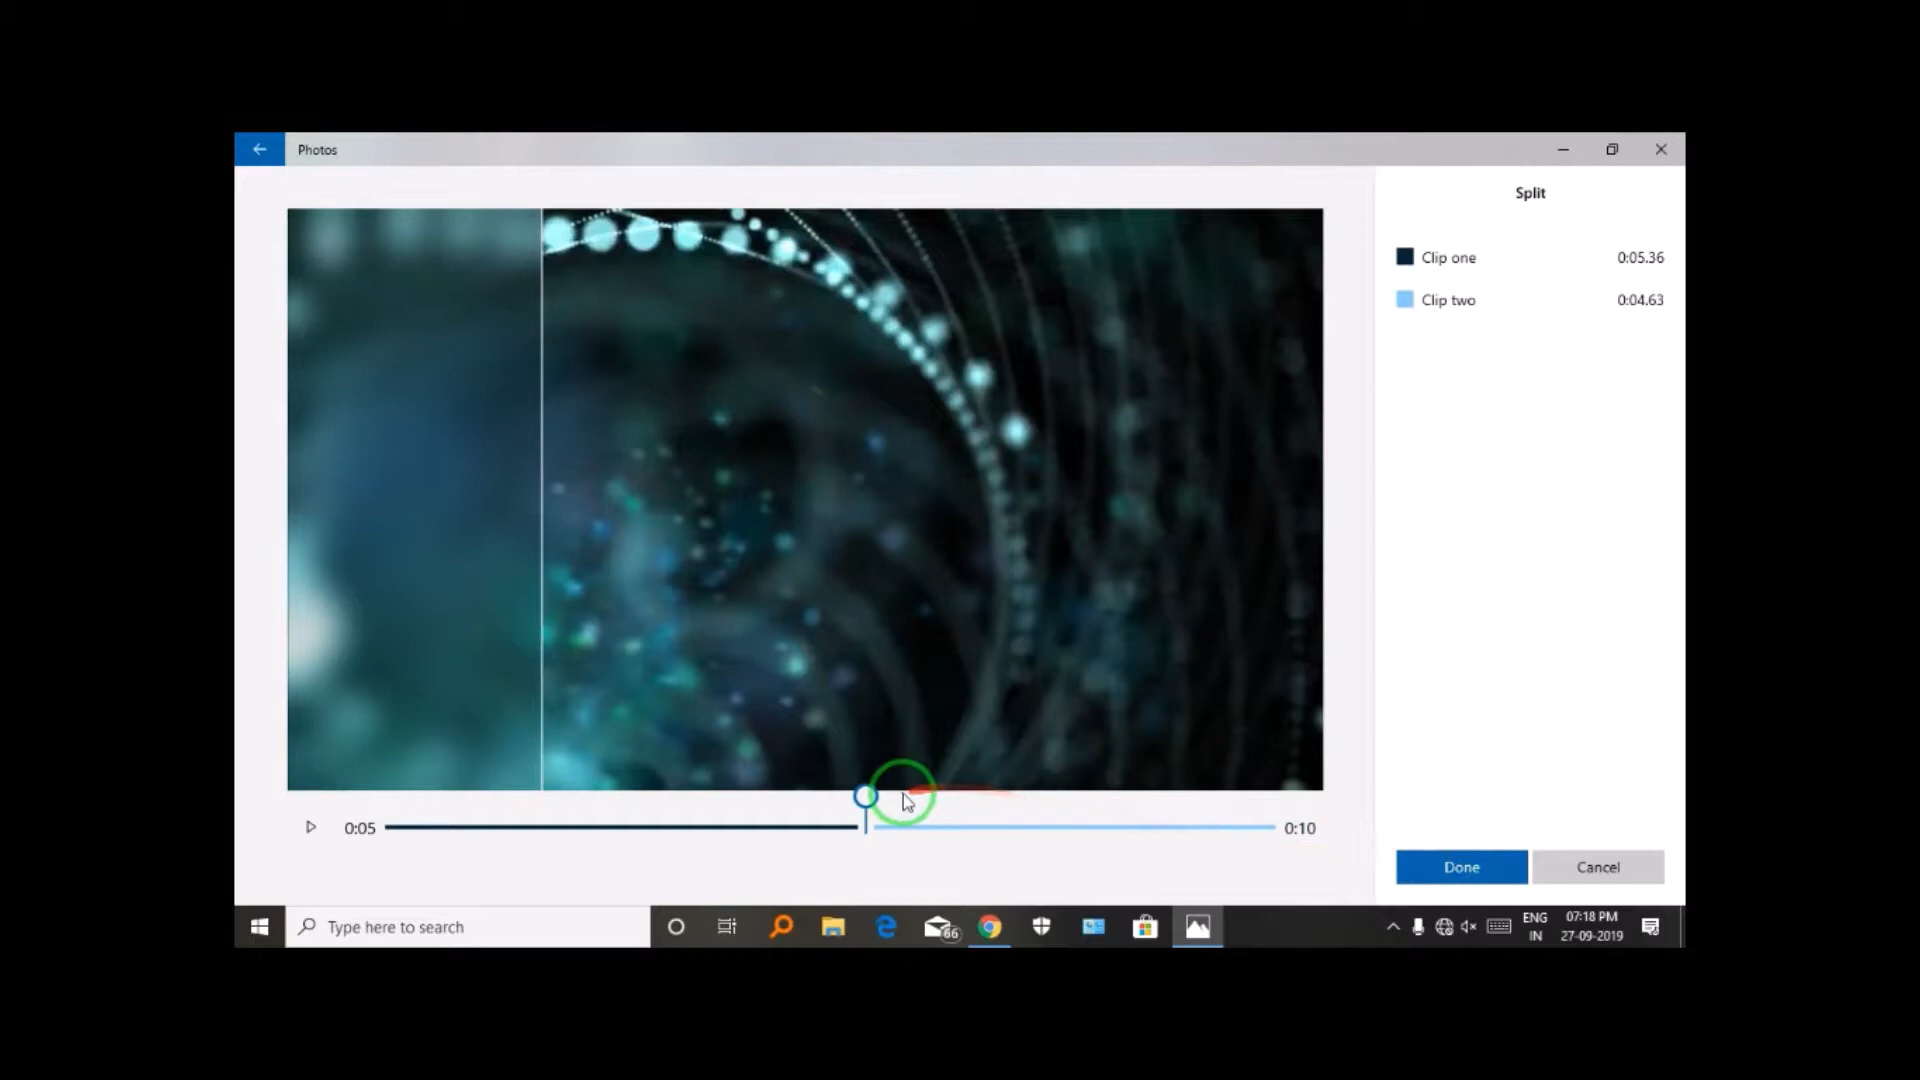 Photos
Split
Clip one 0:05.36
Clip two 0:04.63
0:05 0:10
Done Cancel
Type here to search
66
ENG 07:18 PM
IN 27-09-2019